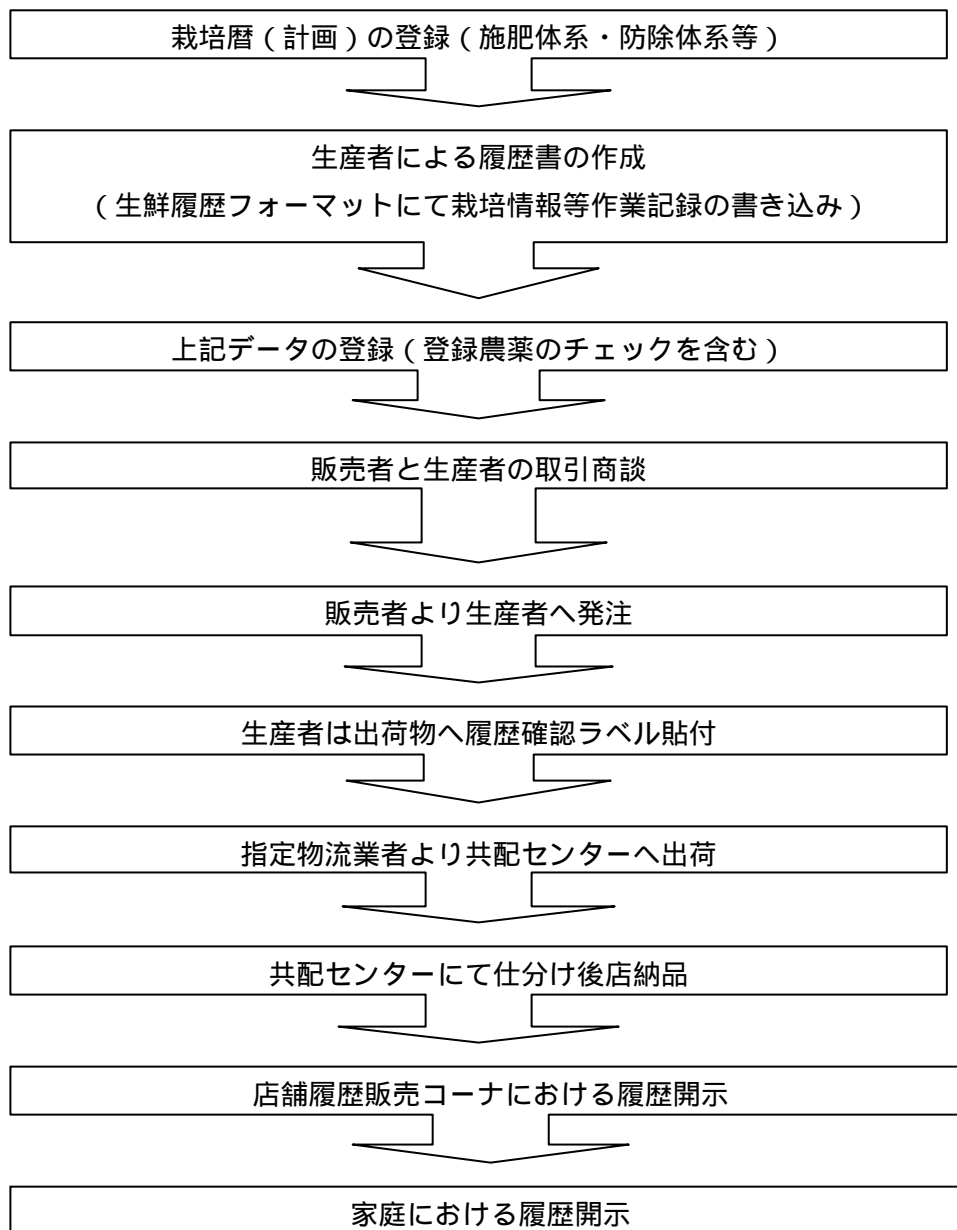 栽培暦（計画）の登録（施肥体系・防除体系等）
生産者による履歴書の作成
（生鮮履歴フォーマットにて栽培情報等作業記録の書き込み）
上記データの登録（登録農薬のチェックを含む）
販売者と生産者の取引商談
販売者より生産者へ発注
生産者は出荷物へ履歴確認ラベル貼付
指定物流業者より共配センターへ出荷
共配センターにて仕分け後店納品
店舗履歴販売コーナにおける履歴開示
家庭における履歴開示